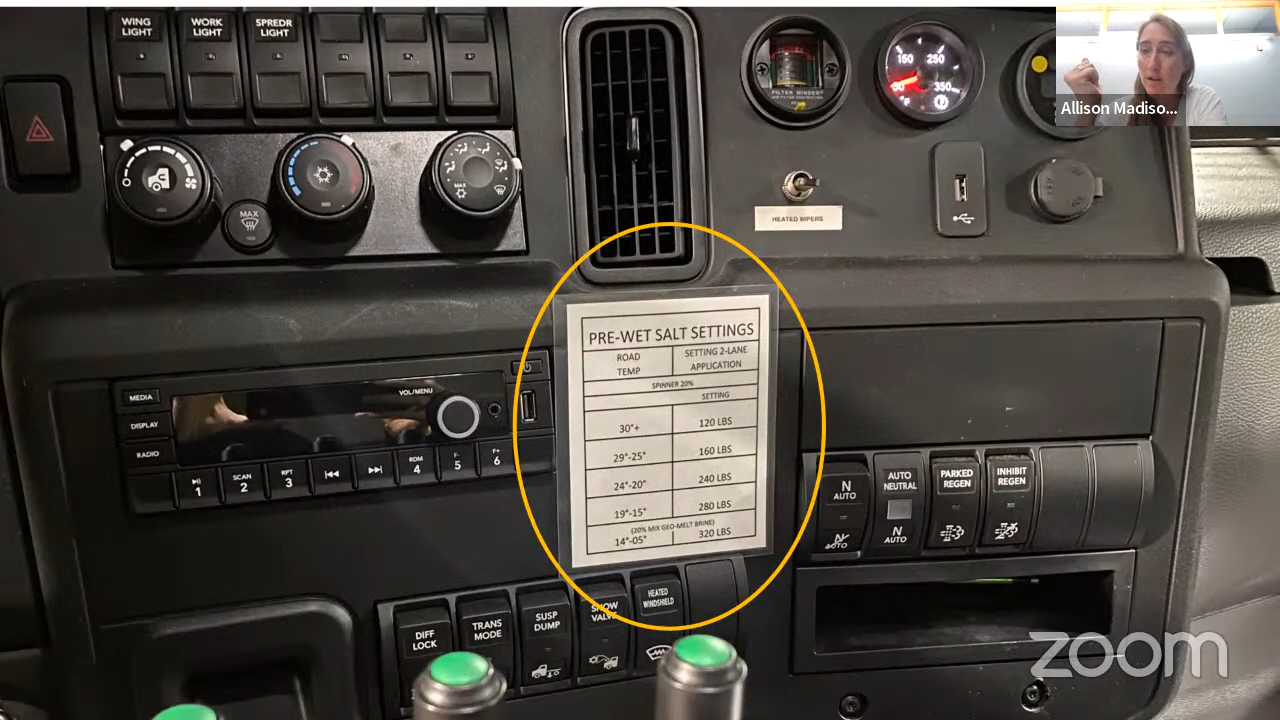 WING
LIGHT
WORK
LIGHT
SPREDR
LIGHT
MAX
MAX
FILTER MINDER
150 250
350
°F
Allison Madiso...
HEATED WIPERS
PRE-WET SALT SETTINGS
ROAD
TEMP
SETTING 2-LANE
APPLICATION
SPINNER 20%
SETTING
30°+ 120 LBS
29°-25° 160 LBS
24°-20° 240 LBS
19°-15° 280 LBS
(20% MIX GEO-MELT BRINE)
14°-05° 320 LBS
MEDIA
DISPLAY
RADIO
VOL/MENU
1
SCAN
2
RPT
3
RDM
4
F-
5
F+
6
N
AUTO
N
AUTO
AUTO
NEUTRAL
N
AUTO
PARKED
REGEN
INHIBIT
REGEN
DIFF
LOCK
TRANS
MODE
SUSP
DUMP
SNOW
VALVE
HEATED
WINDSHIELD
zoom